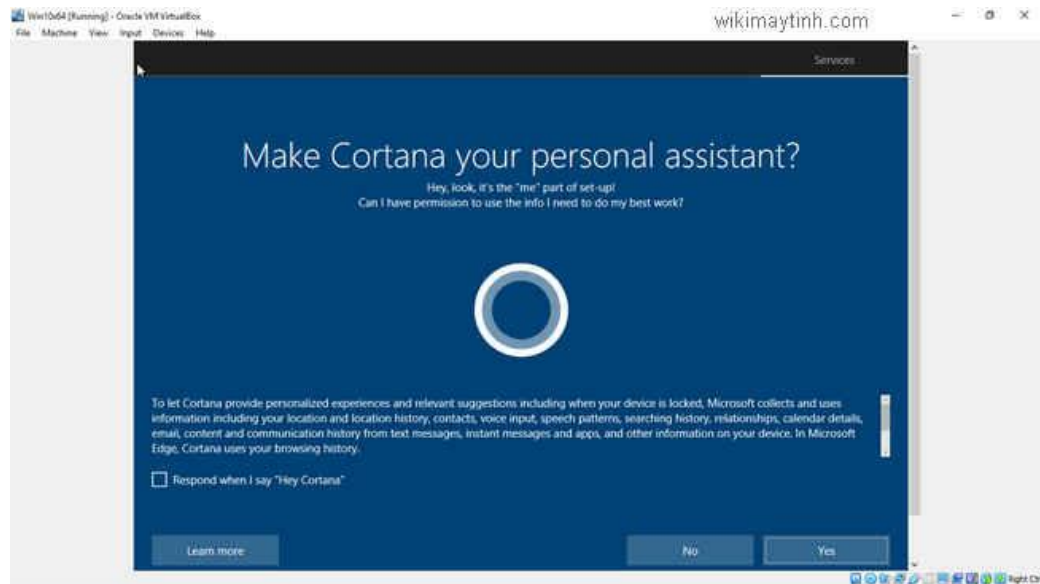 Win10x64 [Running] - Oracle VM VirtualBox
wikimaytinh.com
File Machine View Input Devices Help
Services
Make Cortana your personal assistant?
Hey, look, it's the "me" part of set-up!
Can I have permission to use the info I need to do my best work?
To let Cortana provide personalized experiences and relevant suggestions including when your device is locked, Microsoft collects and uses
information including your location and location history, contacts, voice input, speech patterns, searching history, relationships, calendar details,
email, content and communication history from text messages, instant messages and apps, and other information on your device. In Microsoft
Edge, Cortana uses your browsing history.
Respond when I say "Hey Cortana"
Learn more
No
Yes
Right Ct